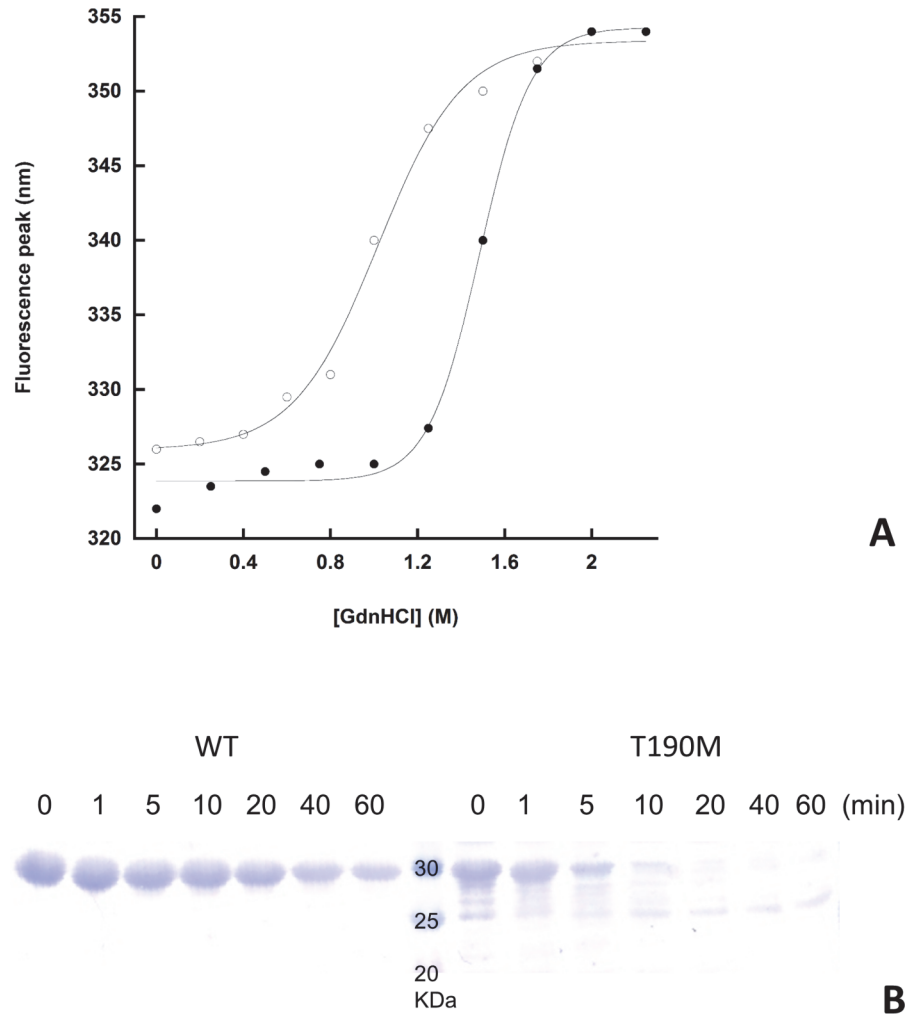 355
350
345
340
335
330
325
320
Fluorescence peak (nm)
0 0.4 0.8 1.2 1.6 2
[GdnHCl] (M)
A
WT T190M
0 1 5 10 20 40 60 0 1 5 10 20 40 60 (min)
30
25
20
KDa
B